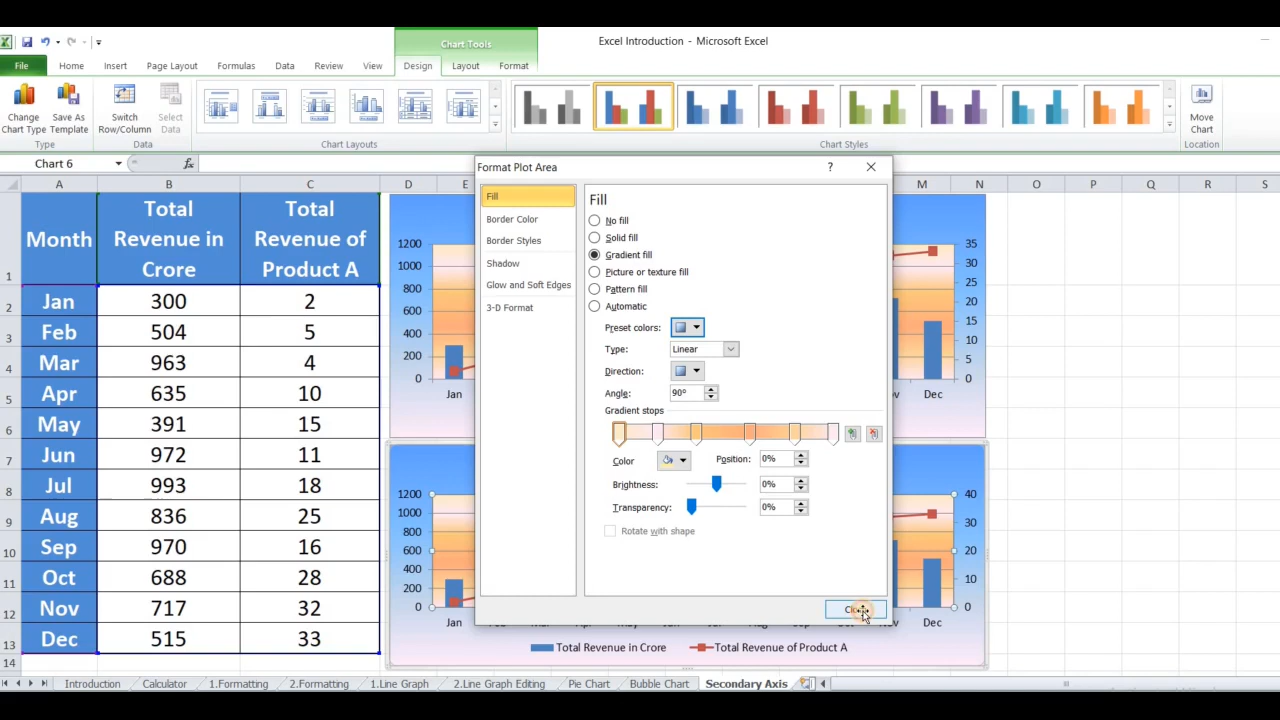 Chart Tools
Excel Introduction - Microsoft Excel
File Home Insert Page Layout Formulas Data Review View Design Layout Format
Change Chart Type
Save As Template
Switch Row/Column
Select Data
Move Chart
Type Data Chart Layouts Chart Styles Location
Chart 6 fx
Format Plot Area ?
A B C D E M N O P Q R S
Month Total Revenue in Crore Total Revenue of Product A
1
2 Jan 300 2
3 Feb 504 5
4 Mar 963 4
5 Apr 635 10
6 May 391 15
7 Jun 972 11
8 Jul 993 18
9 Aug 836 25
10 Sep 970 16
11 Oct 688 28
12 Nov 717 32
13 Dec 515 33
14
Fill
Border Color
Border Styles
Shadow
Glow and Soft Edges
3-D Format
Fill
No fill
Solid fill
Gradient fill
Picture or texture fill
Pattern fill
Automatic
Preset colors:
Type: Linear
Direction:
Angle: 90°
Gradient stops
Color Position: 0%
Brightness: 0%
Transparency: 0%
Rotate with shape
1200
1000
800
600
400
200
0
Jan
35
30
25
20
15
10
5
0
Dec
1200
1000
800
600
400
200
0
Jan
40
30
20
10
0
Dec
Total Revenue in Crore Total Revenue of Product A
Introduction Calculator 1.Formatting 2.Formatting 1.Line Graph 2.Line Graph Editing Pie Chart Bubble Chart Secondary Axis